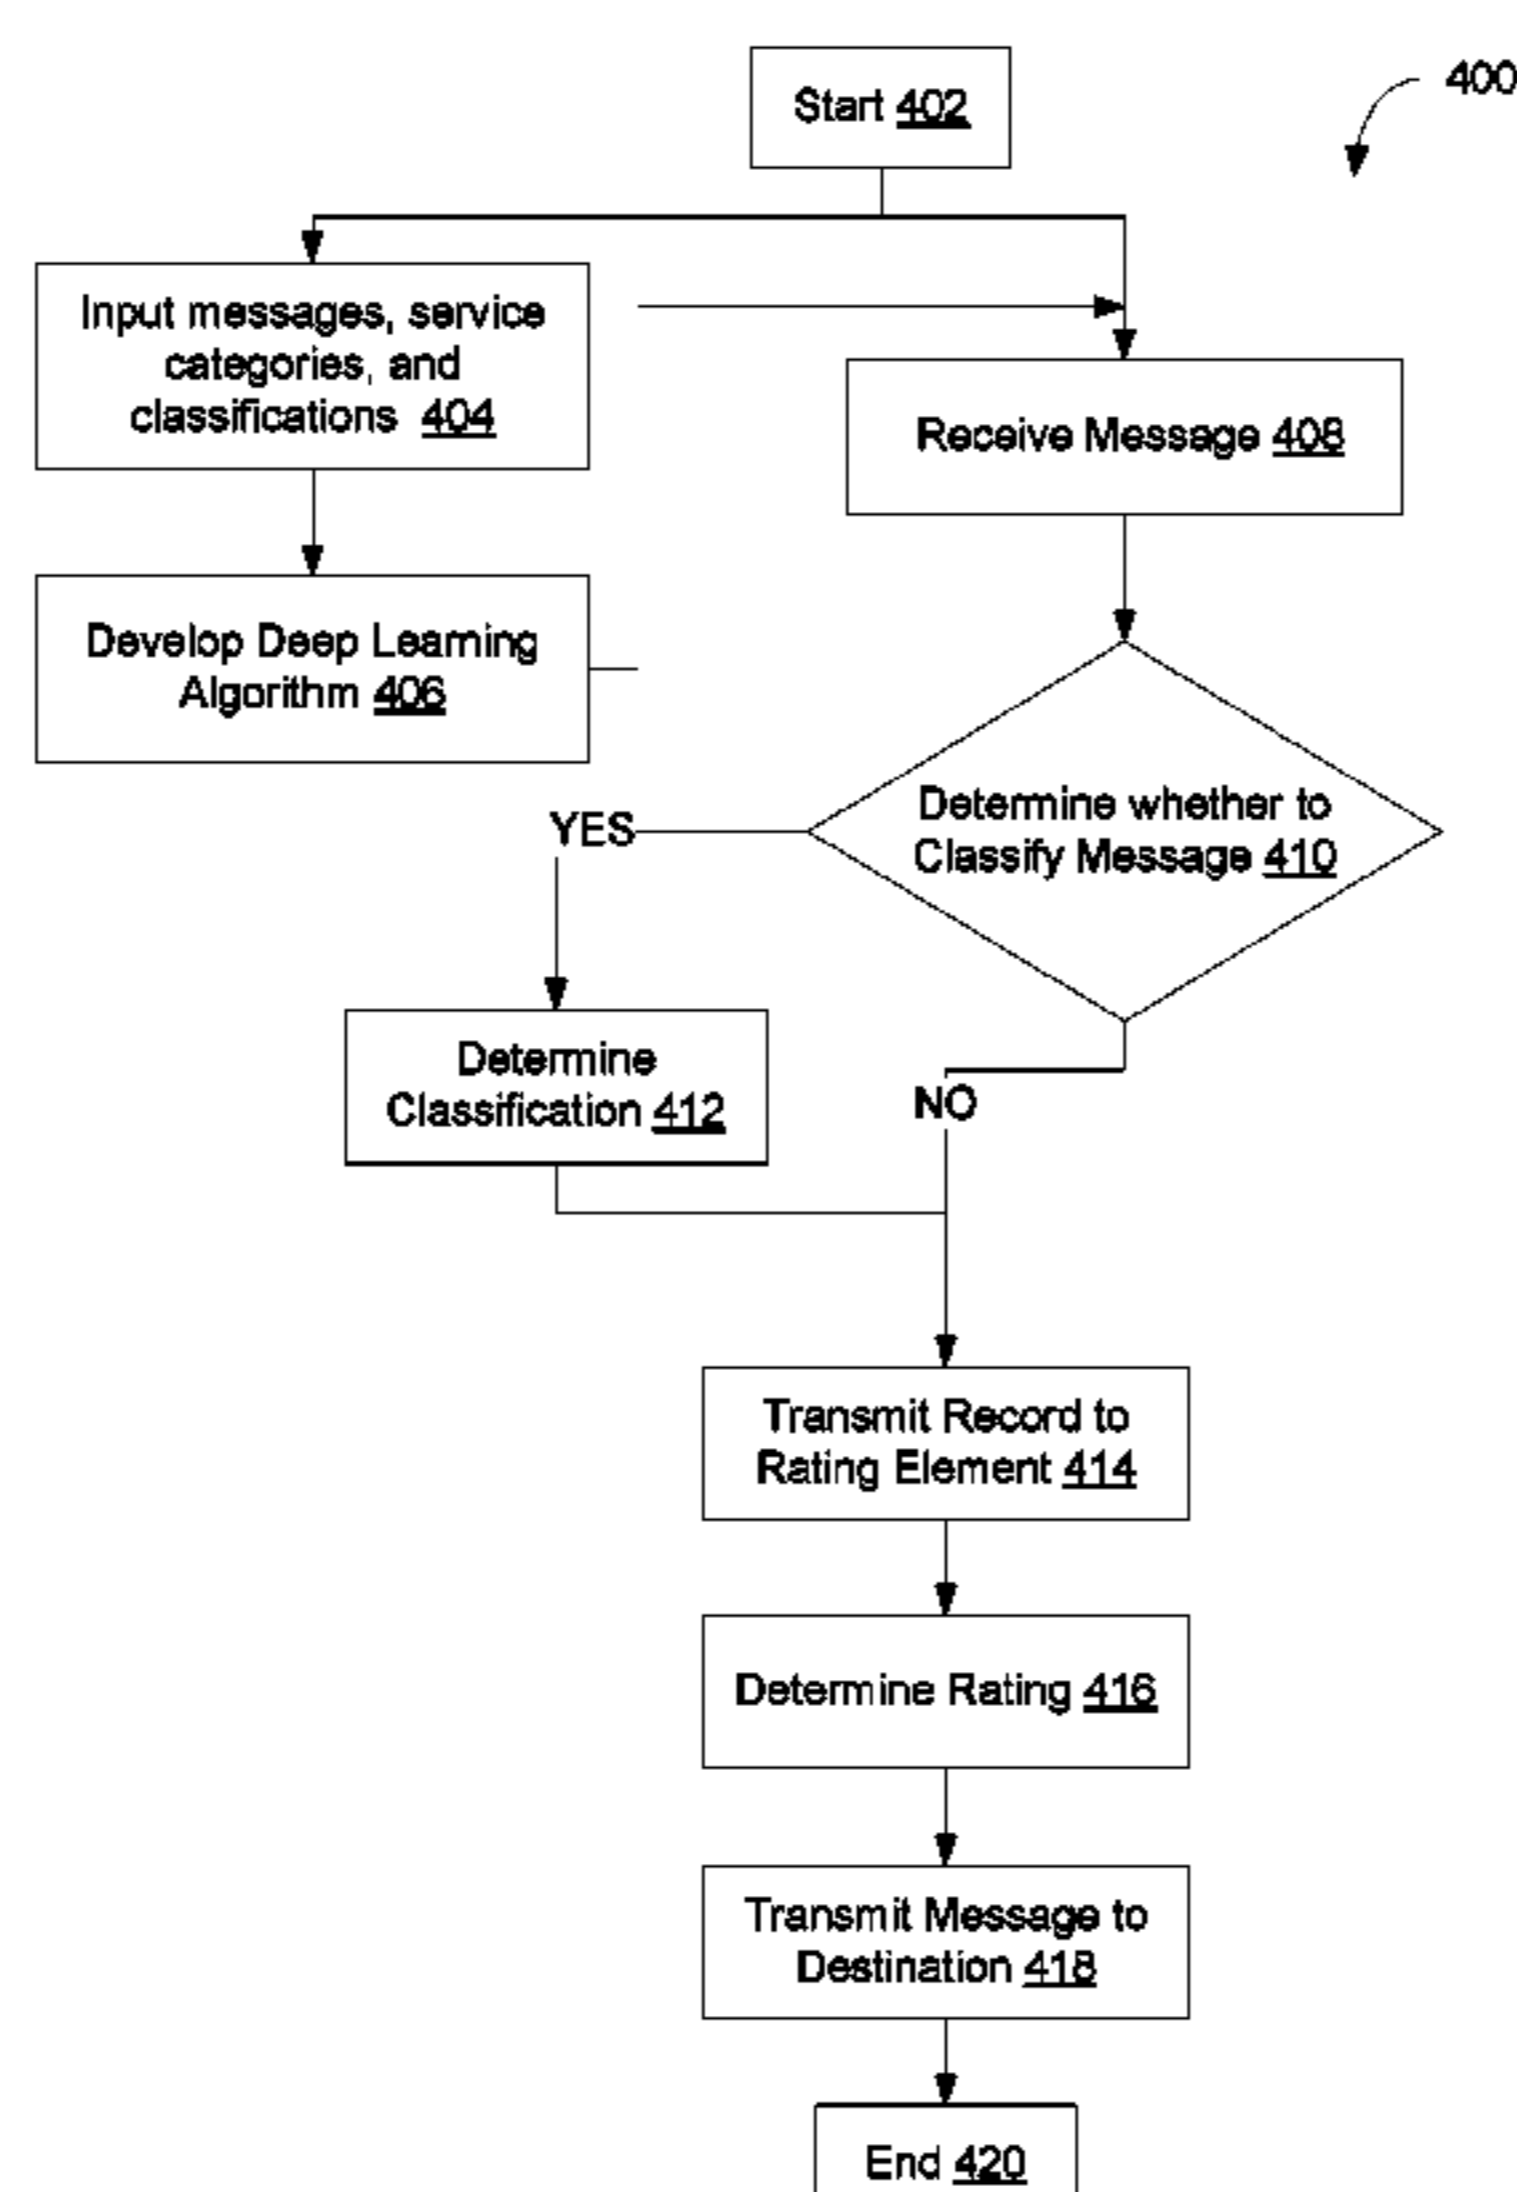 Start 402
400
Input messages, service
categories, and
classifications 404
Receive Message 408
Develop Deep Learning
Algorithm 406
Determine whether to
Classify Message 410
YES
Determine
Classification 412
NO
Transmit Record to
Rating Element 414
Determine Rating 416
Transmit Message to
Destination 418
End 420